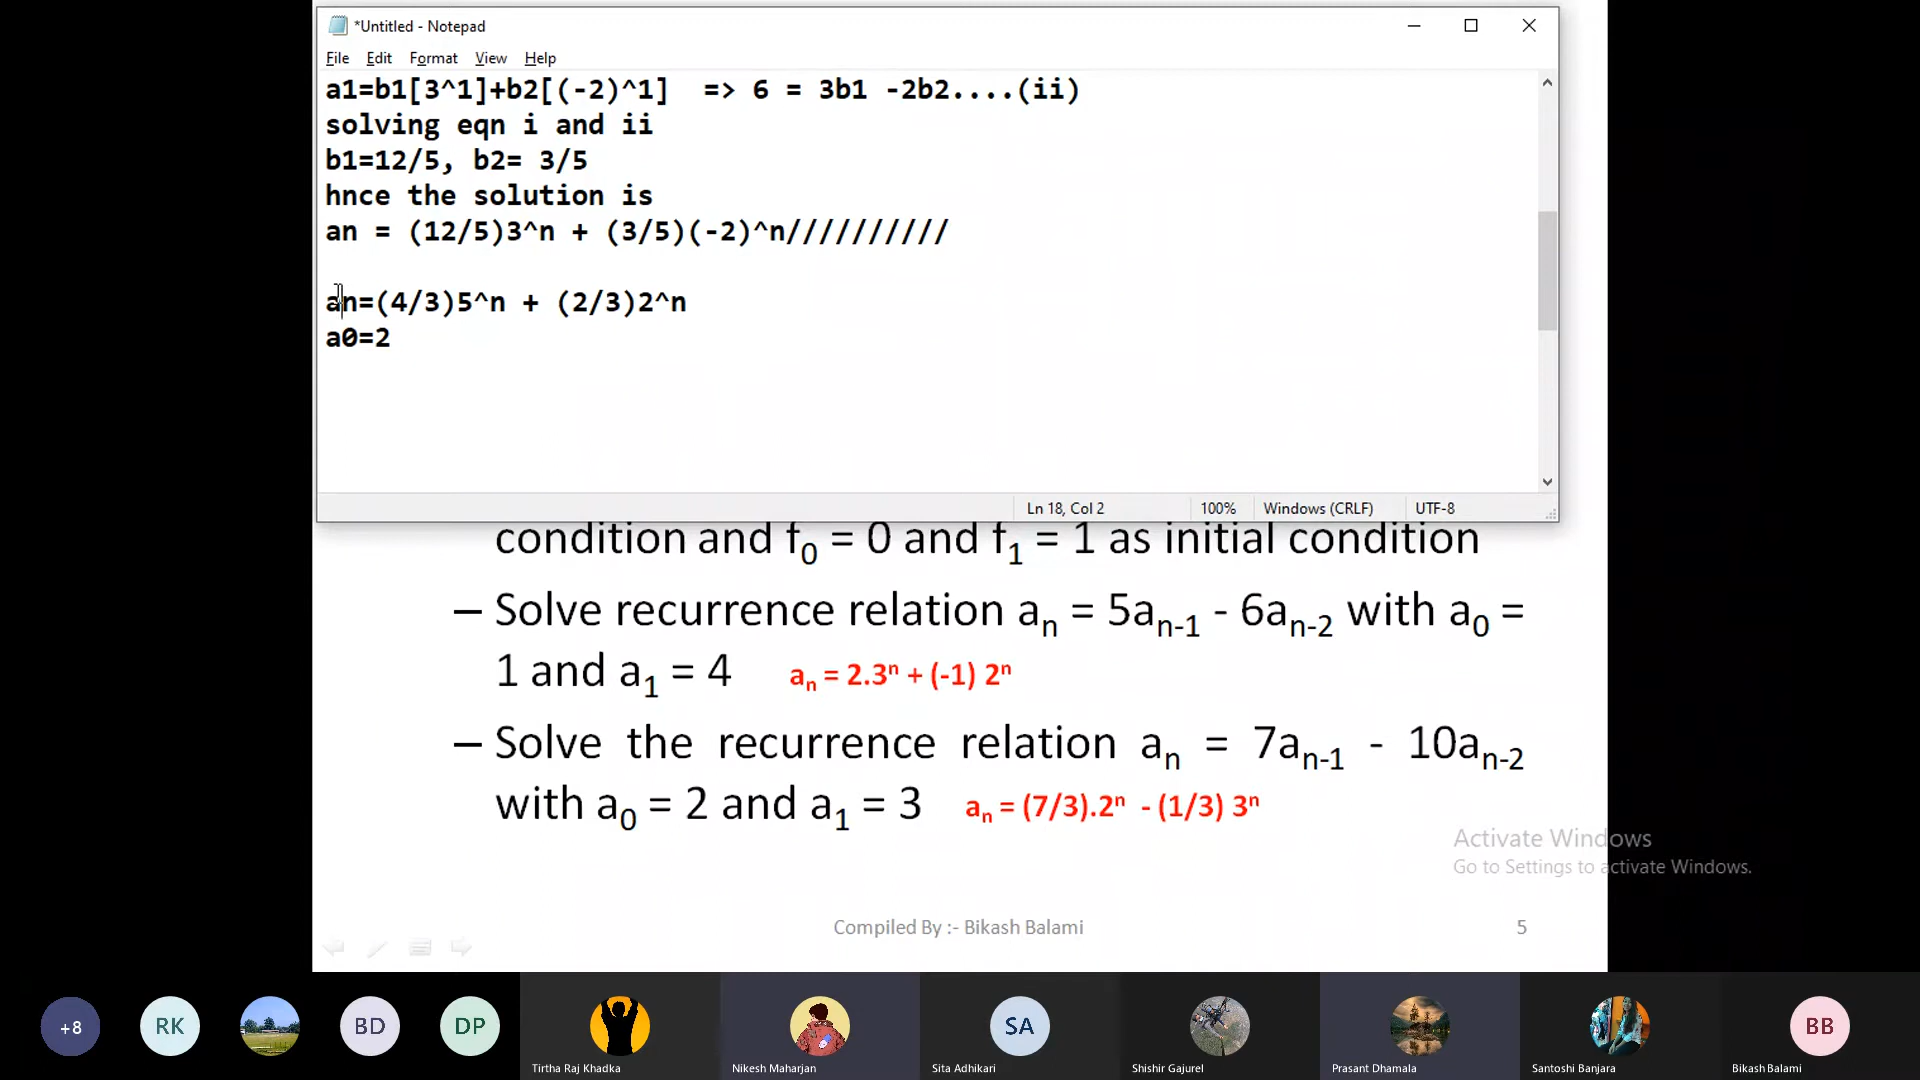 *Untitled - Notepad
File Edit Format View Help
a1=b1[3^1]+b2[(-2)^1]  => 6 = 3b1 -2b2....(ii)
solving eqn i and ii
b1=12/5, b2= 3/5
hnce the solution is
an = (12/5)3^n + (3/5)(-2)^n//////////
an=(4/3)5^n + (2/3)2^n
a0=2
Ln 18, Col 2 100% Windows (CRLF) UTF-8
condition and f₀ = 0 and f₁ = 1 as initial condition
– Solve recurrence relation aₙ = 5aₙ₋₁ - 6aₙ₋₂ with a₀ =
1 and a₁ = 4 aₙ = 2.3ⁿ + (-1) 2ⁿ
– Solve the recurrence relation aₙ = 7aₙ₋₁ - 10aₙ₋₂
with a₀ = 2 and a₁ = 3 aₙ = (7/3).2ⁿ - (1/3) 3ⁿ
Activate Windows
Go to Settings to activate Windows.
Compiled By :- Bikash Balami 5
+8 RK BD DP SA BB
Tirtha Raj Khadka Nikesh Maharjan Sita Adhikari Shishir Gajurel Prasant Dhamala Santoshi Banjara Bikash Balami